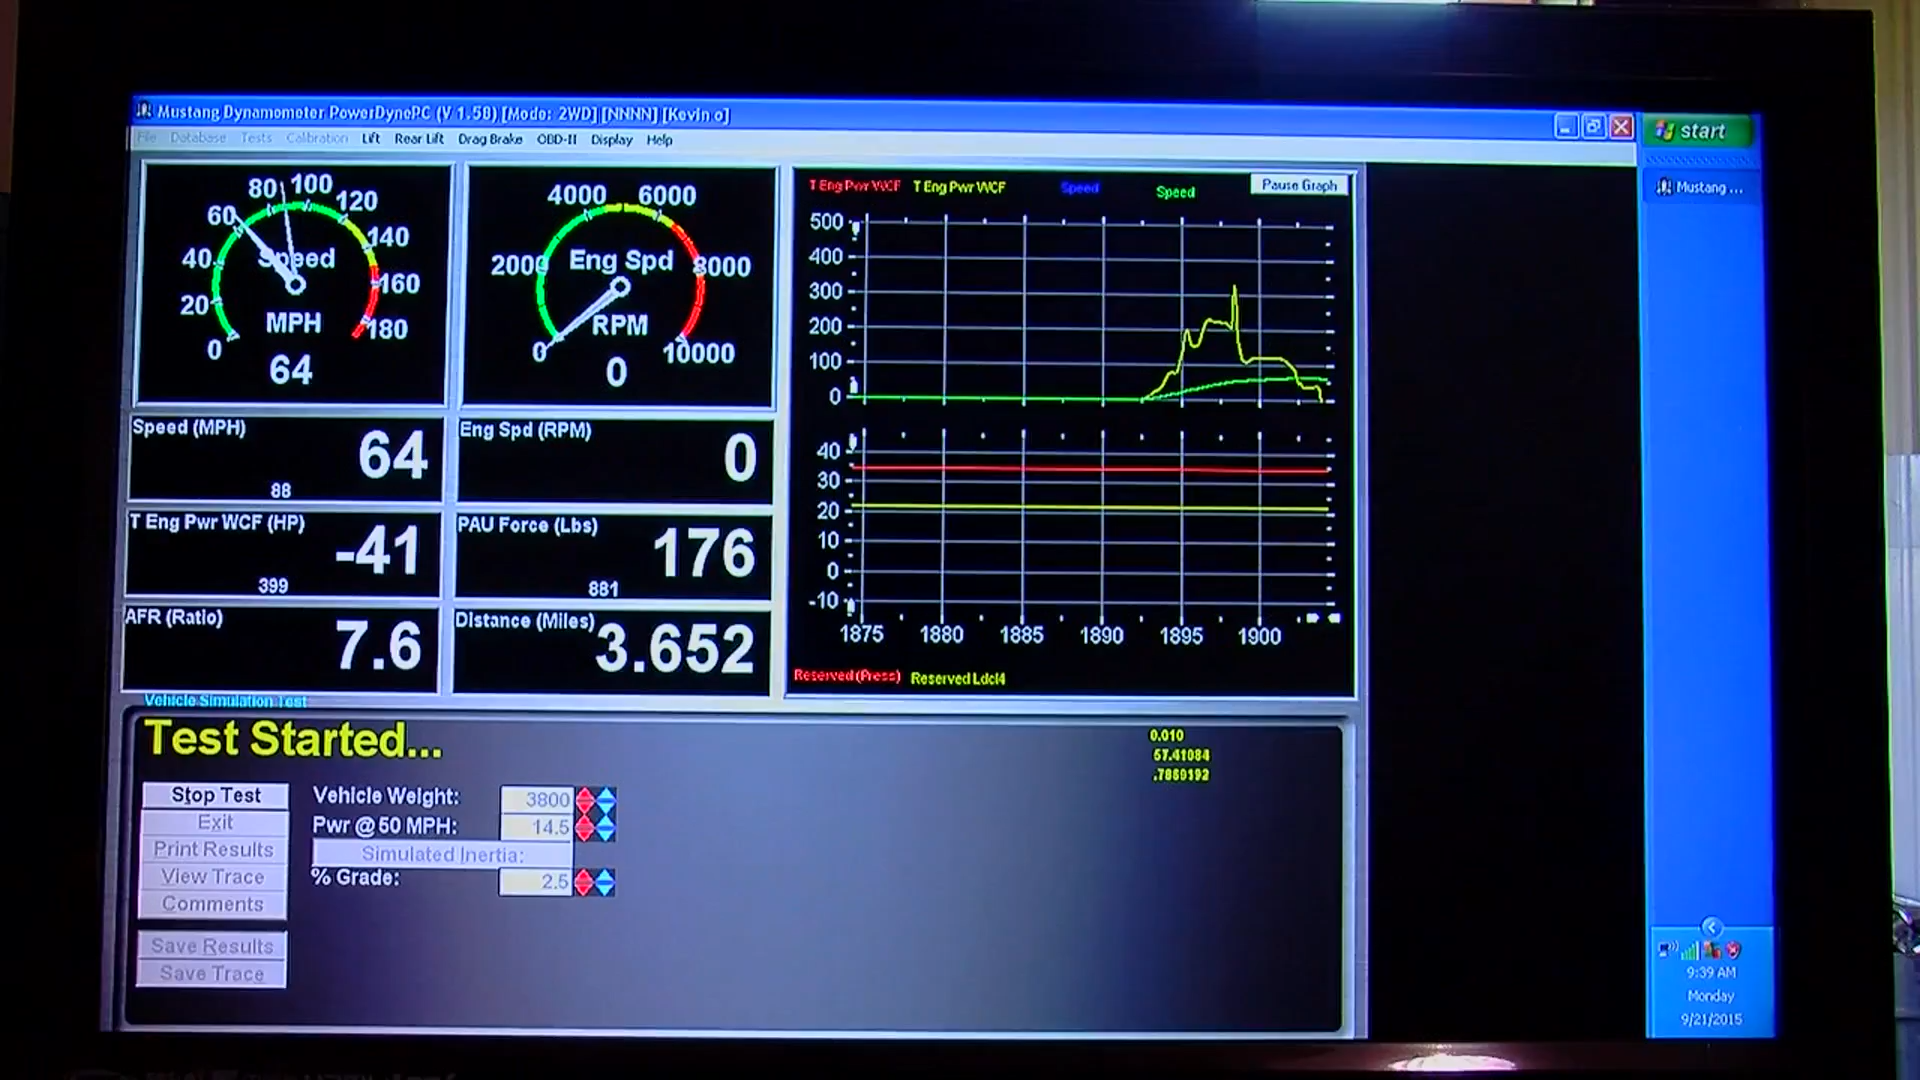 Mustang Dynamometer PowerDynePC (V 1.58) [Mode: 2WD] [NNNN] [Kevin o]
File Database Tests Calibration Lift Rear Lift Drag Brake OBD-II Display Help
start
Mustang ...
0 20 40 60 80 100 120 140 160 180
Speed
MPH
64
0 2000 4000 6000 8000 10000
Eng Spd
RPM
0
Speed (MPH)
64
88
Eng Spd (RPM)
0
T Eng Pwr WCF (HP)
-41
399
PAU Force (Lbs)
176
881
AFR (Ratio)
7.6
Distance (Miles)
3.652
T Eng Pwr WCF T Eng Pwr WCF Speed Speed Pause Graph
500
400
300
200
100
0
40
30
20
10
0
-10
1875 1880 1885 1890 1895 1900
Reserved (Press) Reserved Ldcl4
Vehicle Simulation Test
Test Started...
0.010
57.41084
.7869192
Stop Test
Exit
Print Results
View Trace
Comments
Save Results
Save Trace
Vehicle Weight: 3800
Pwr @ 50 MPH: 14.5
Simulated Inertia:
% Grade: 2.5
9:39 AM
Monday
9/21/2015